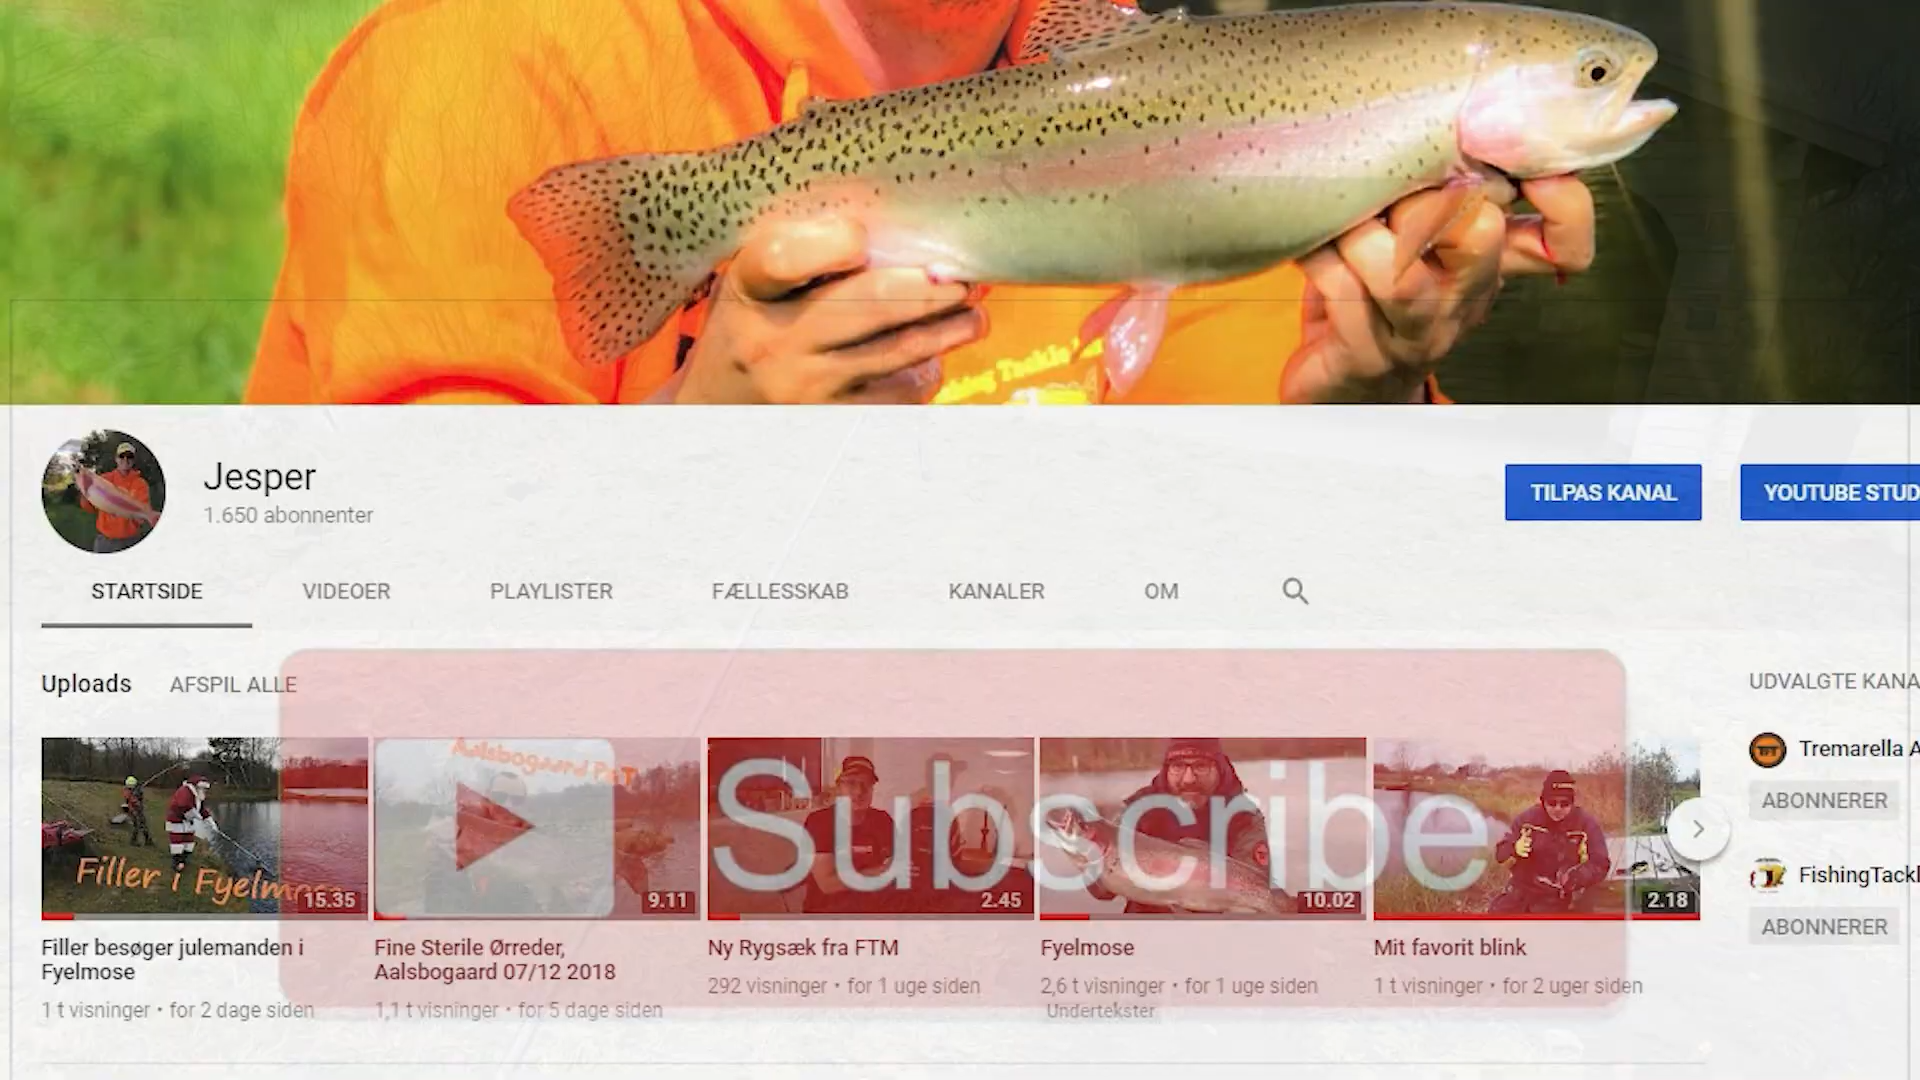 Jesper
1.650 abonnenter
TILPAS KANAL
YOUTUBE STUD
STARTSIDE
VIDEOER
PLAYLISTER
FÆLLESSKAB
KANALER
OM
Uploads
AFSPIL ALLE
UDVALGTE KANA
Aalsbogaard P&T
Filler i Fyelmose
Subscribe
15.35
9.11
2.45
10.02
2.18
Tremarella A
ABONNERER
FishingTackl
ABONNERER
Filler besøger julemanden i
Fyelmose
1 t visninger • for 2 dage siden
Fine Sterile Ørreder,
Aalsbogaard 07/12 2018
1,1 t visninger • for 5 dage siden
Ny Rygsæk fra FTM
292 visninger • for 1 uge siden
Fyelmose
2,6 t visninger • for 1 uge siden
Undertekster
Mit favorit blink
1 t visninger • for 2 uger siden